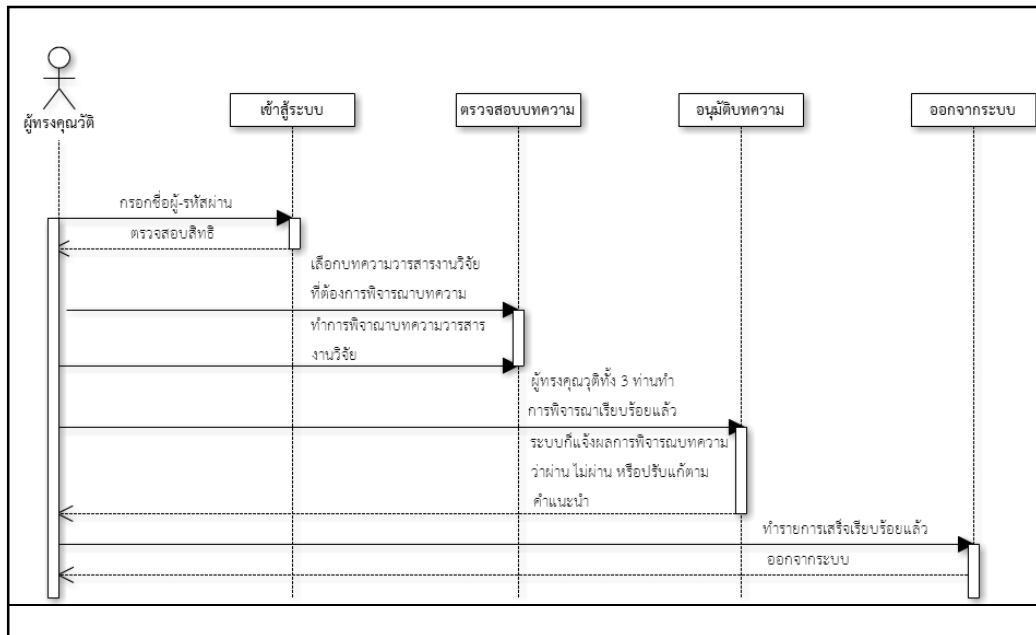 ผู้ทรงคุณวัติ
เข้าสู้ระบบ
ตรวจสอบบทความ
อนุมัติบทความ
ออกจากระบบ
กรอกชื่อผู้-รหัสผ่าน
ตรวจสอบสิทธิ
เลือกบทความวารสารงานวิจัย
ที่ต้องการพิจารณาบทความ
ทำการพิจาณาบทความวารสาร
งานวิจัย
ผู้ทรงคุณวุติทั้ง 3 ท่านทำ
การพิจารณาเรียบร้อยแล้ว
ระบบก็แจ้งผลการพิจารณบทความ
ว่าผ่าน ไม่ผ่าน หรือปรับแก้ตาม
คำแนะนำ
ทำรายการเสร็จเรียบร้อยแล้ว
ออกจากระบบ